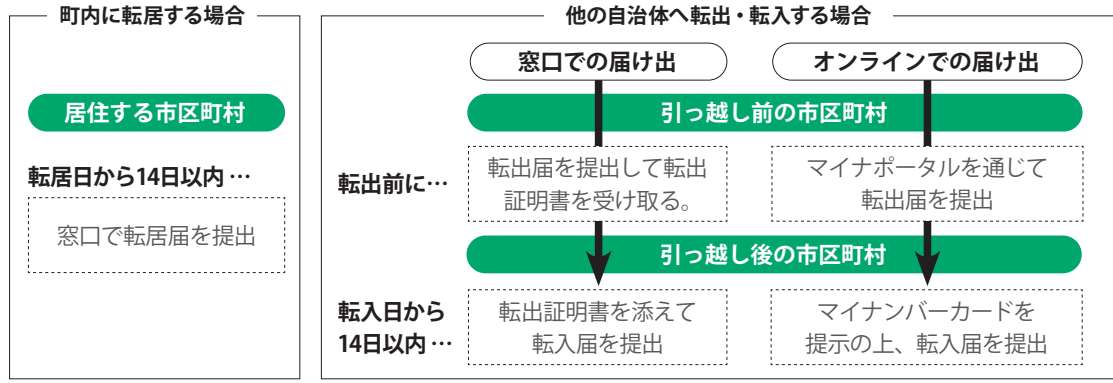 町内に転居する場合
居住する市区町村
転居日から14日以内…
窓口で転居届を提出
他の自治体へ転出・転入する場合
窓口での届け出
オンラインでの届け出
引っ越し前の市区町村
転出前に…
転出届を提出して転出
証明書を受け取る。
マイナポータルを通じて
転出届を提出
引っ越し後の市区町村
転入日から
14日以内…
転出証明書を添えて
転入届を提出
マイナンバーカードを
提示の上、転入届を提出